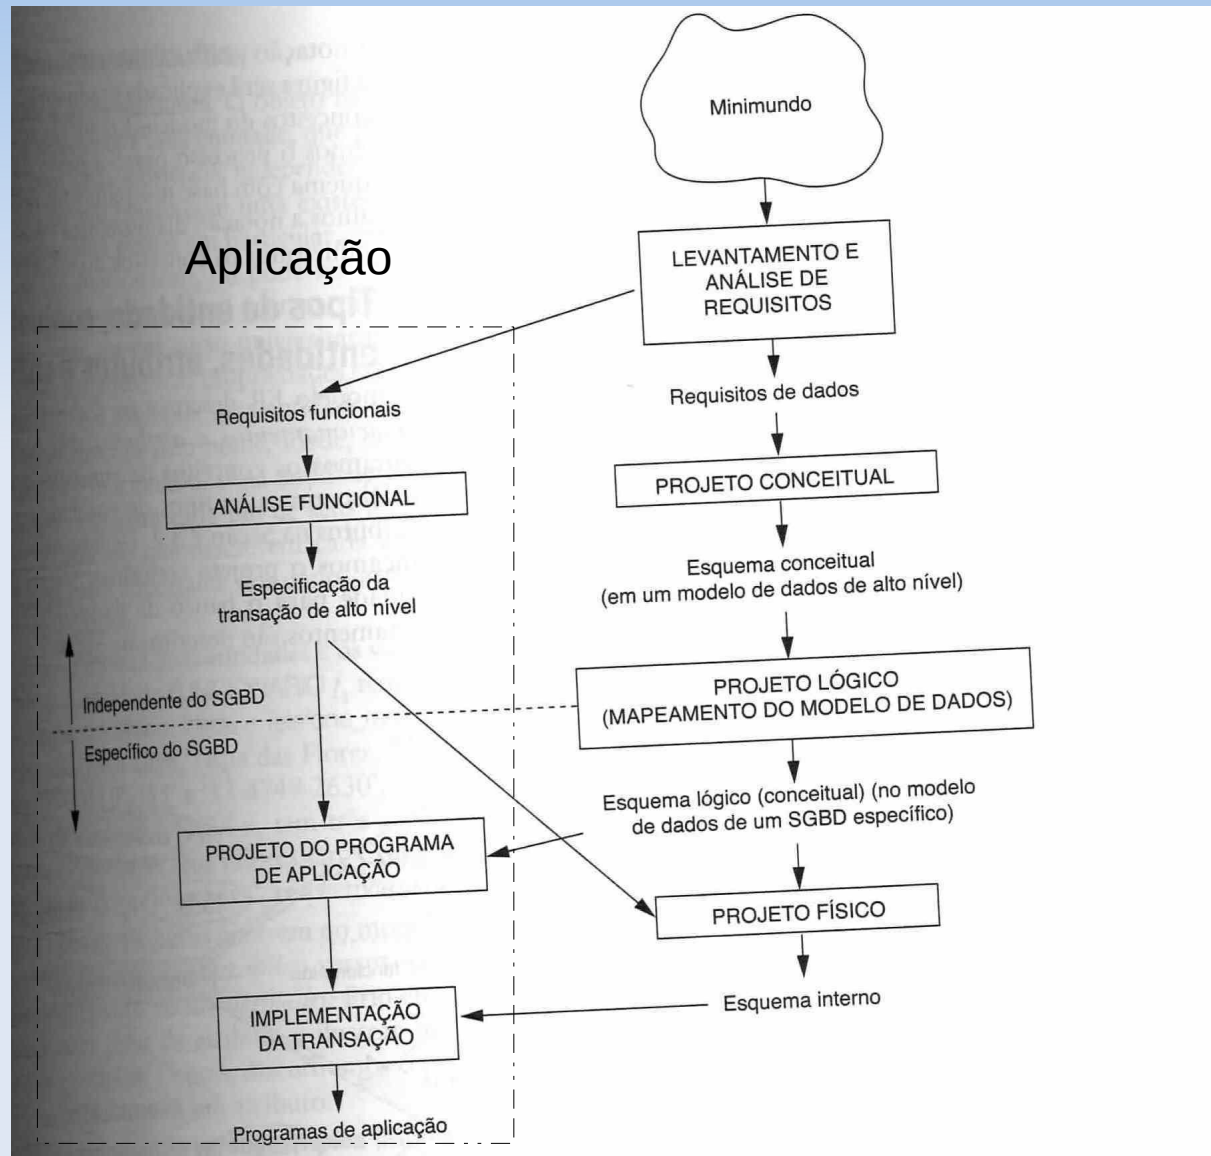 Minimundo
LEVANTAMENTO E
ANÁLISE DE
REQUISITOS
Aplicação
Requisitos de dados
Requisitos funcionais
PROJETO CONCEITUAL
ANÁLISE FUNCIONAL
Esquema conceitual
(em um modelo de dados de alto nível)
Especificação da
transação de alto nível
PROJETO LÓGICO
(MAPEAMENTO DO MODELO DE DADOS)
Independente do SGBD
Específico do SGBD
Esquema lógico (conceitual) (no modelo
de dados de um SGBD específico)
PROJETO DO PROGRAMA
DE APLICAÇÃO
PROJETO FÍSICO
Esquema interno
IMPLEMENTAÇÃO
DA TRANSAÇÃO
Programas de aplicação